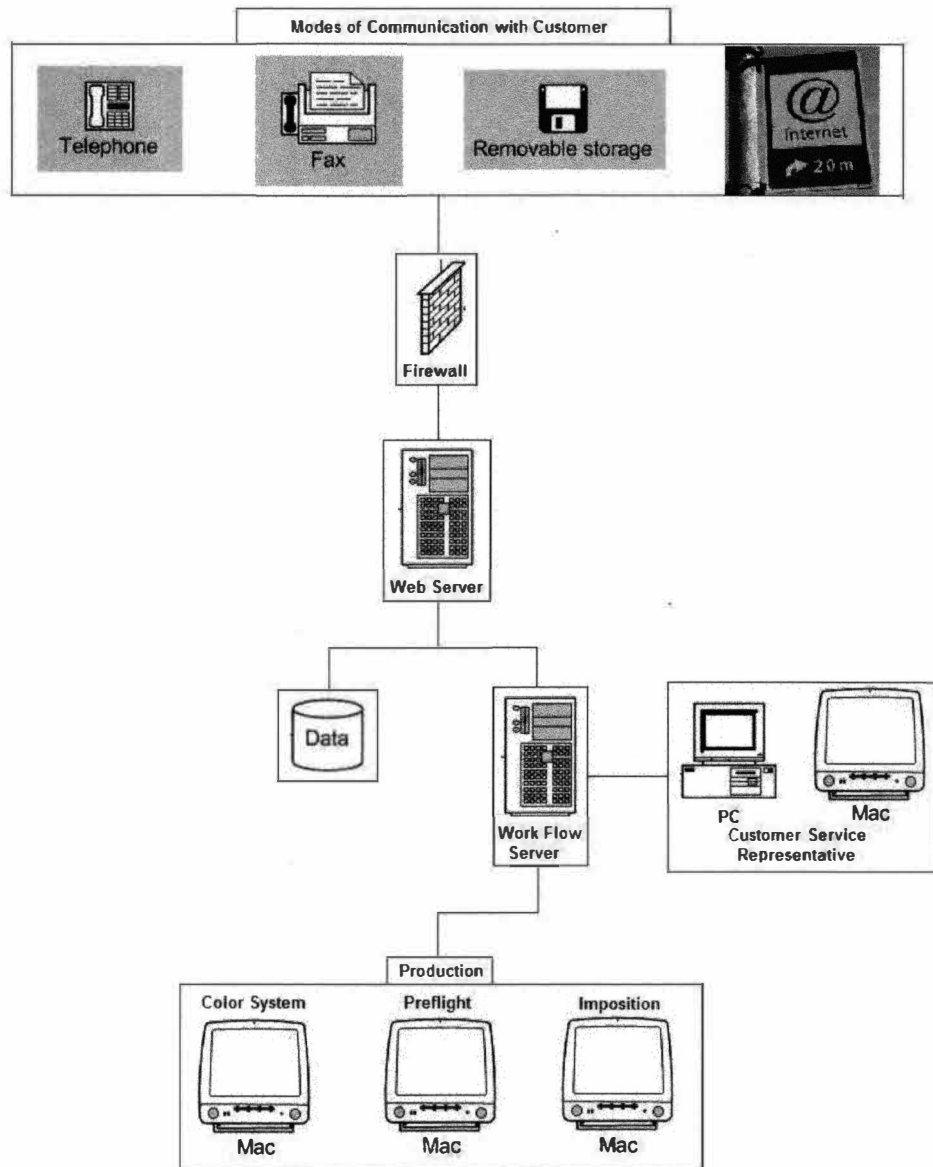 Modes of Communication with Customer
Telephone
Fax
Removable storage
@
Internet
20 m
Firewall
Web Server
Data
Work Flow
Server
PC
Mac
Customer Service
Representative
Production
Color System
Preflight
Imposition
Mac
Mac
Mac